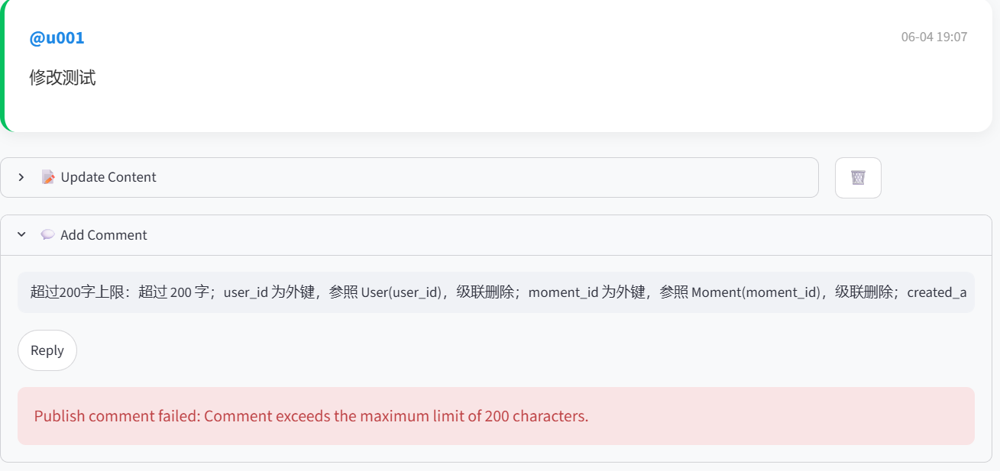 @u001
06-04 19:07
修改测试
Update Content
Add Comment
超过200字上限：超过 200 字；user_id 为外键，参照 User(user_id)，级联删除；moment_id 为外键，参照 Moment(moment_id)，级联删除；created_a
Reply
Publish comment failed: Comment exceeds the maximum limit of 200 characters.